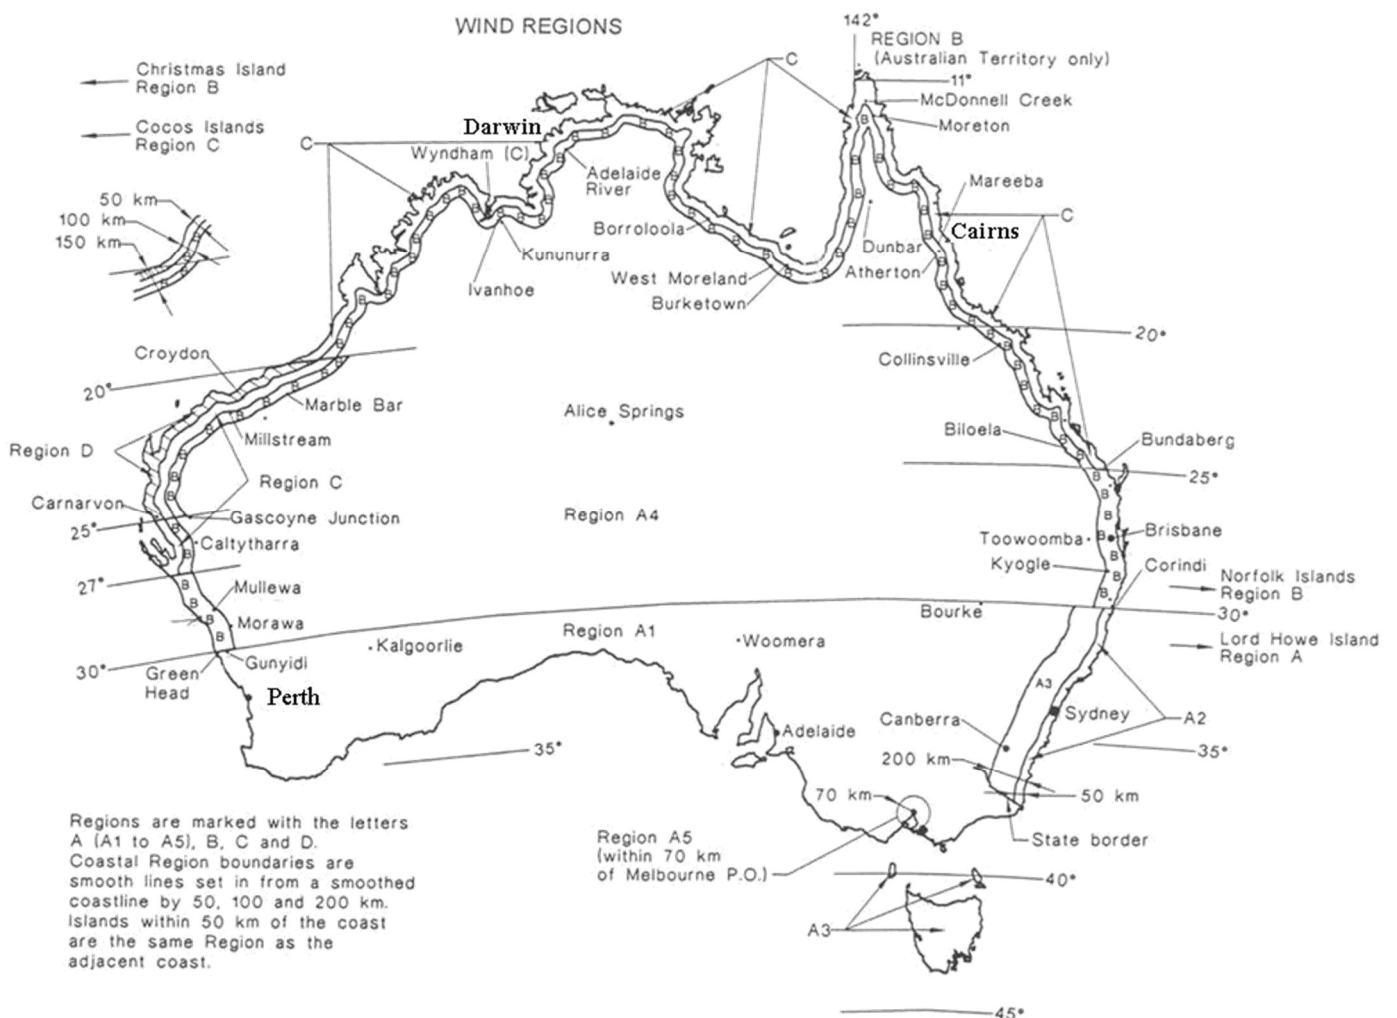 WIND REGIONS
142°
REGION B
(Australian Territory only)
11°
Christmas Island
Region B
Cocos Islands
Region C
C
C
Darwin
Wyndham (C)
McDonnell Creek
B
Moreton
Adelaide
River
Mareeba
50 km
100 km
150 km
C
Borroloola
Cairns
Kununurra
Dunbar
Atherton
West Moreland
Burketown
Ivanhoe
20°
Croydon
Collinsville
20°
Marble Bar
Alice Springs
Millstream
Biloela
Bundaberg
Region D
25°
Region C
Carnarvon
Gascoyne Junction
Region A4
25°
Caltytharra
Toowoomba
Brisbane
Kyogle
Corindi
27°
Mullewa
Norfolk Islands
Region B
Morawa
Bourke
30°
Region A1
Woomera
Kalgoorlie
Lord Howe Island
Region A
30°
Gunyidi
Green
Head
A3
Perth
Canberra
Sydney
A2
Adelaide
35°
35°
200 km
70 km
50 km
Regions are marked with the letters
A (A1 to A5), B, C and D.
Coastal Region boundaries are
smooth lines set in from a smoothed
coastline by 50, 100 and 200 km.
Islands within 50 km of the coast
are the same Region as the
adjacent coast.
Region A5
(within 70 km
of Melbourne P.O.)
State border
40°
A3
45°